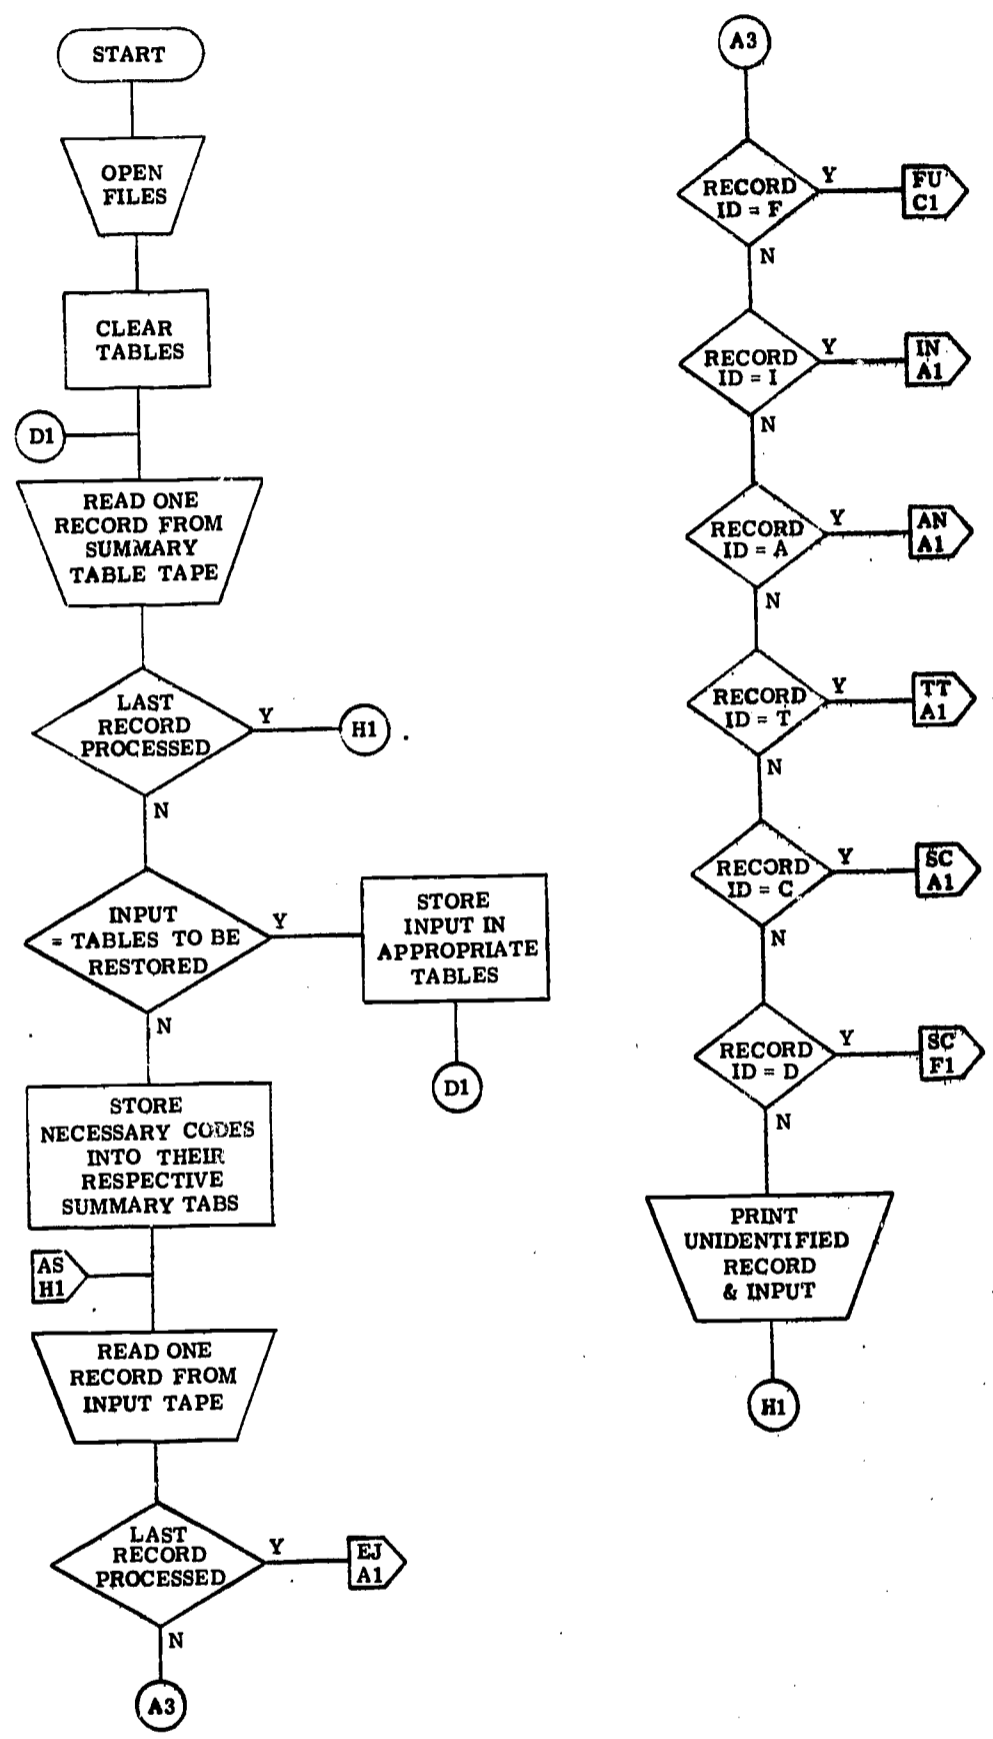 START
OPEN
FILES
CLEAR
TABLES
D1
READ ONE
RECORD FROM
SUMMARY
TABLE TAPE
LAST
RECORD
PROCESSED
Y
H1
N
INPUT
= TABLES TO BE
RESTORED
Y
STORE
INPUT IN
APPROPRIATE
TABLES
D1
N
STORE
NECESSARY CODES
INTO THEIR
RESPECTIVE
SUMMARY TABS
AS
H1
READ ONE
RECORD FROM
INPUT TAPE
LAST
RECORD
PROCESSED
Y
EJ
A1
N
A3
A3
RECORD
ID = F
Y
FU
C1
N
RECORD
ID = I
Y
IN
A1
N
RECORD
ID = A
Y
AN
A1
N
RECORD
ID = T
Y
TT
A1
N
RECORD
ID = C
Y
SC
A1
N
RECORD
ID = D
Y
SC
F1
N
PRINT
UNIDENTIFIED
RECORD
& INPUT
H1